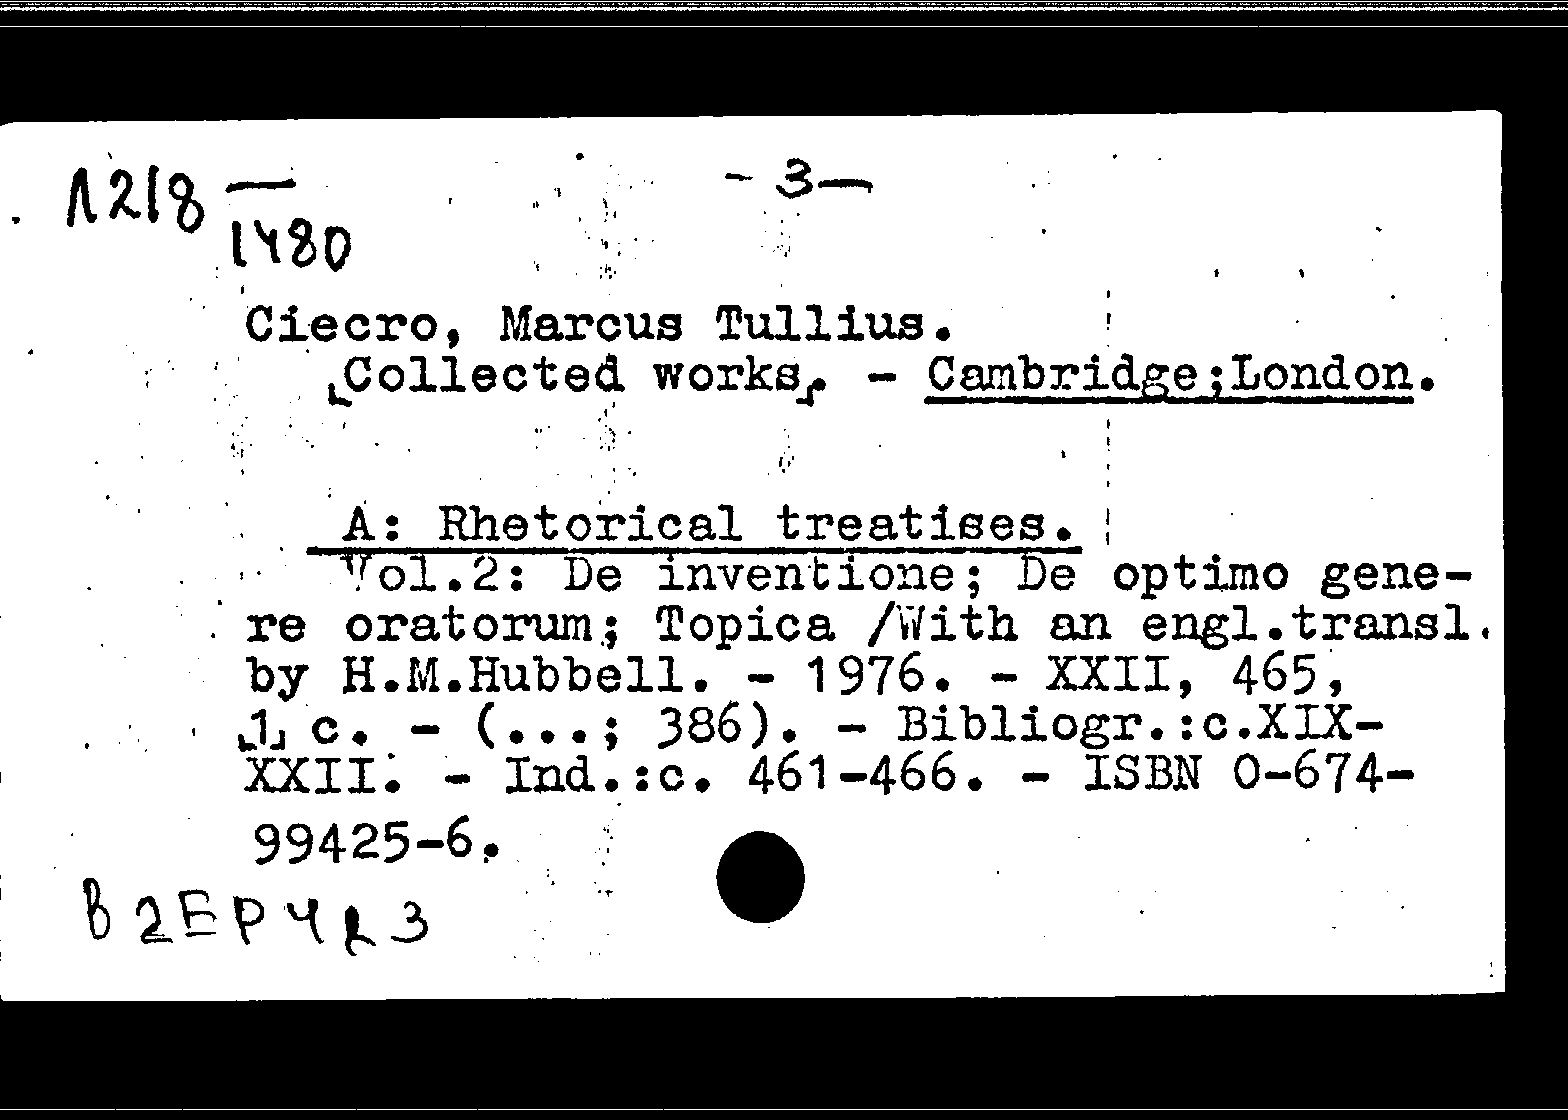 Л218 — - 3 —
1480
Ciecro, Marcus Tullius.
[Collected works]. - Cambridge;London.
A: Rhetorical treatises.
Vol.2: De inventione; De optimo gene-
re oratorum; Topica /With an engl.transl.
by H.M.Hubbell. - 1976. - XXII, 465,
[1] c. - (...; 386). - Bibliogr.:c.XIX-
XXII. - Ind.:c. 461-466. - ISBN 0-674-
99425-6.